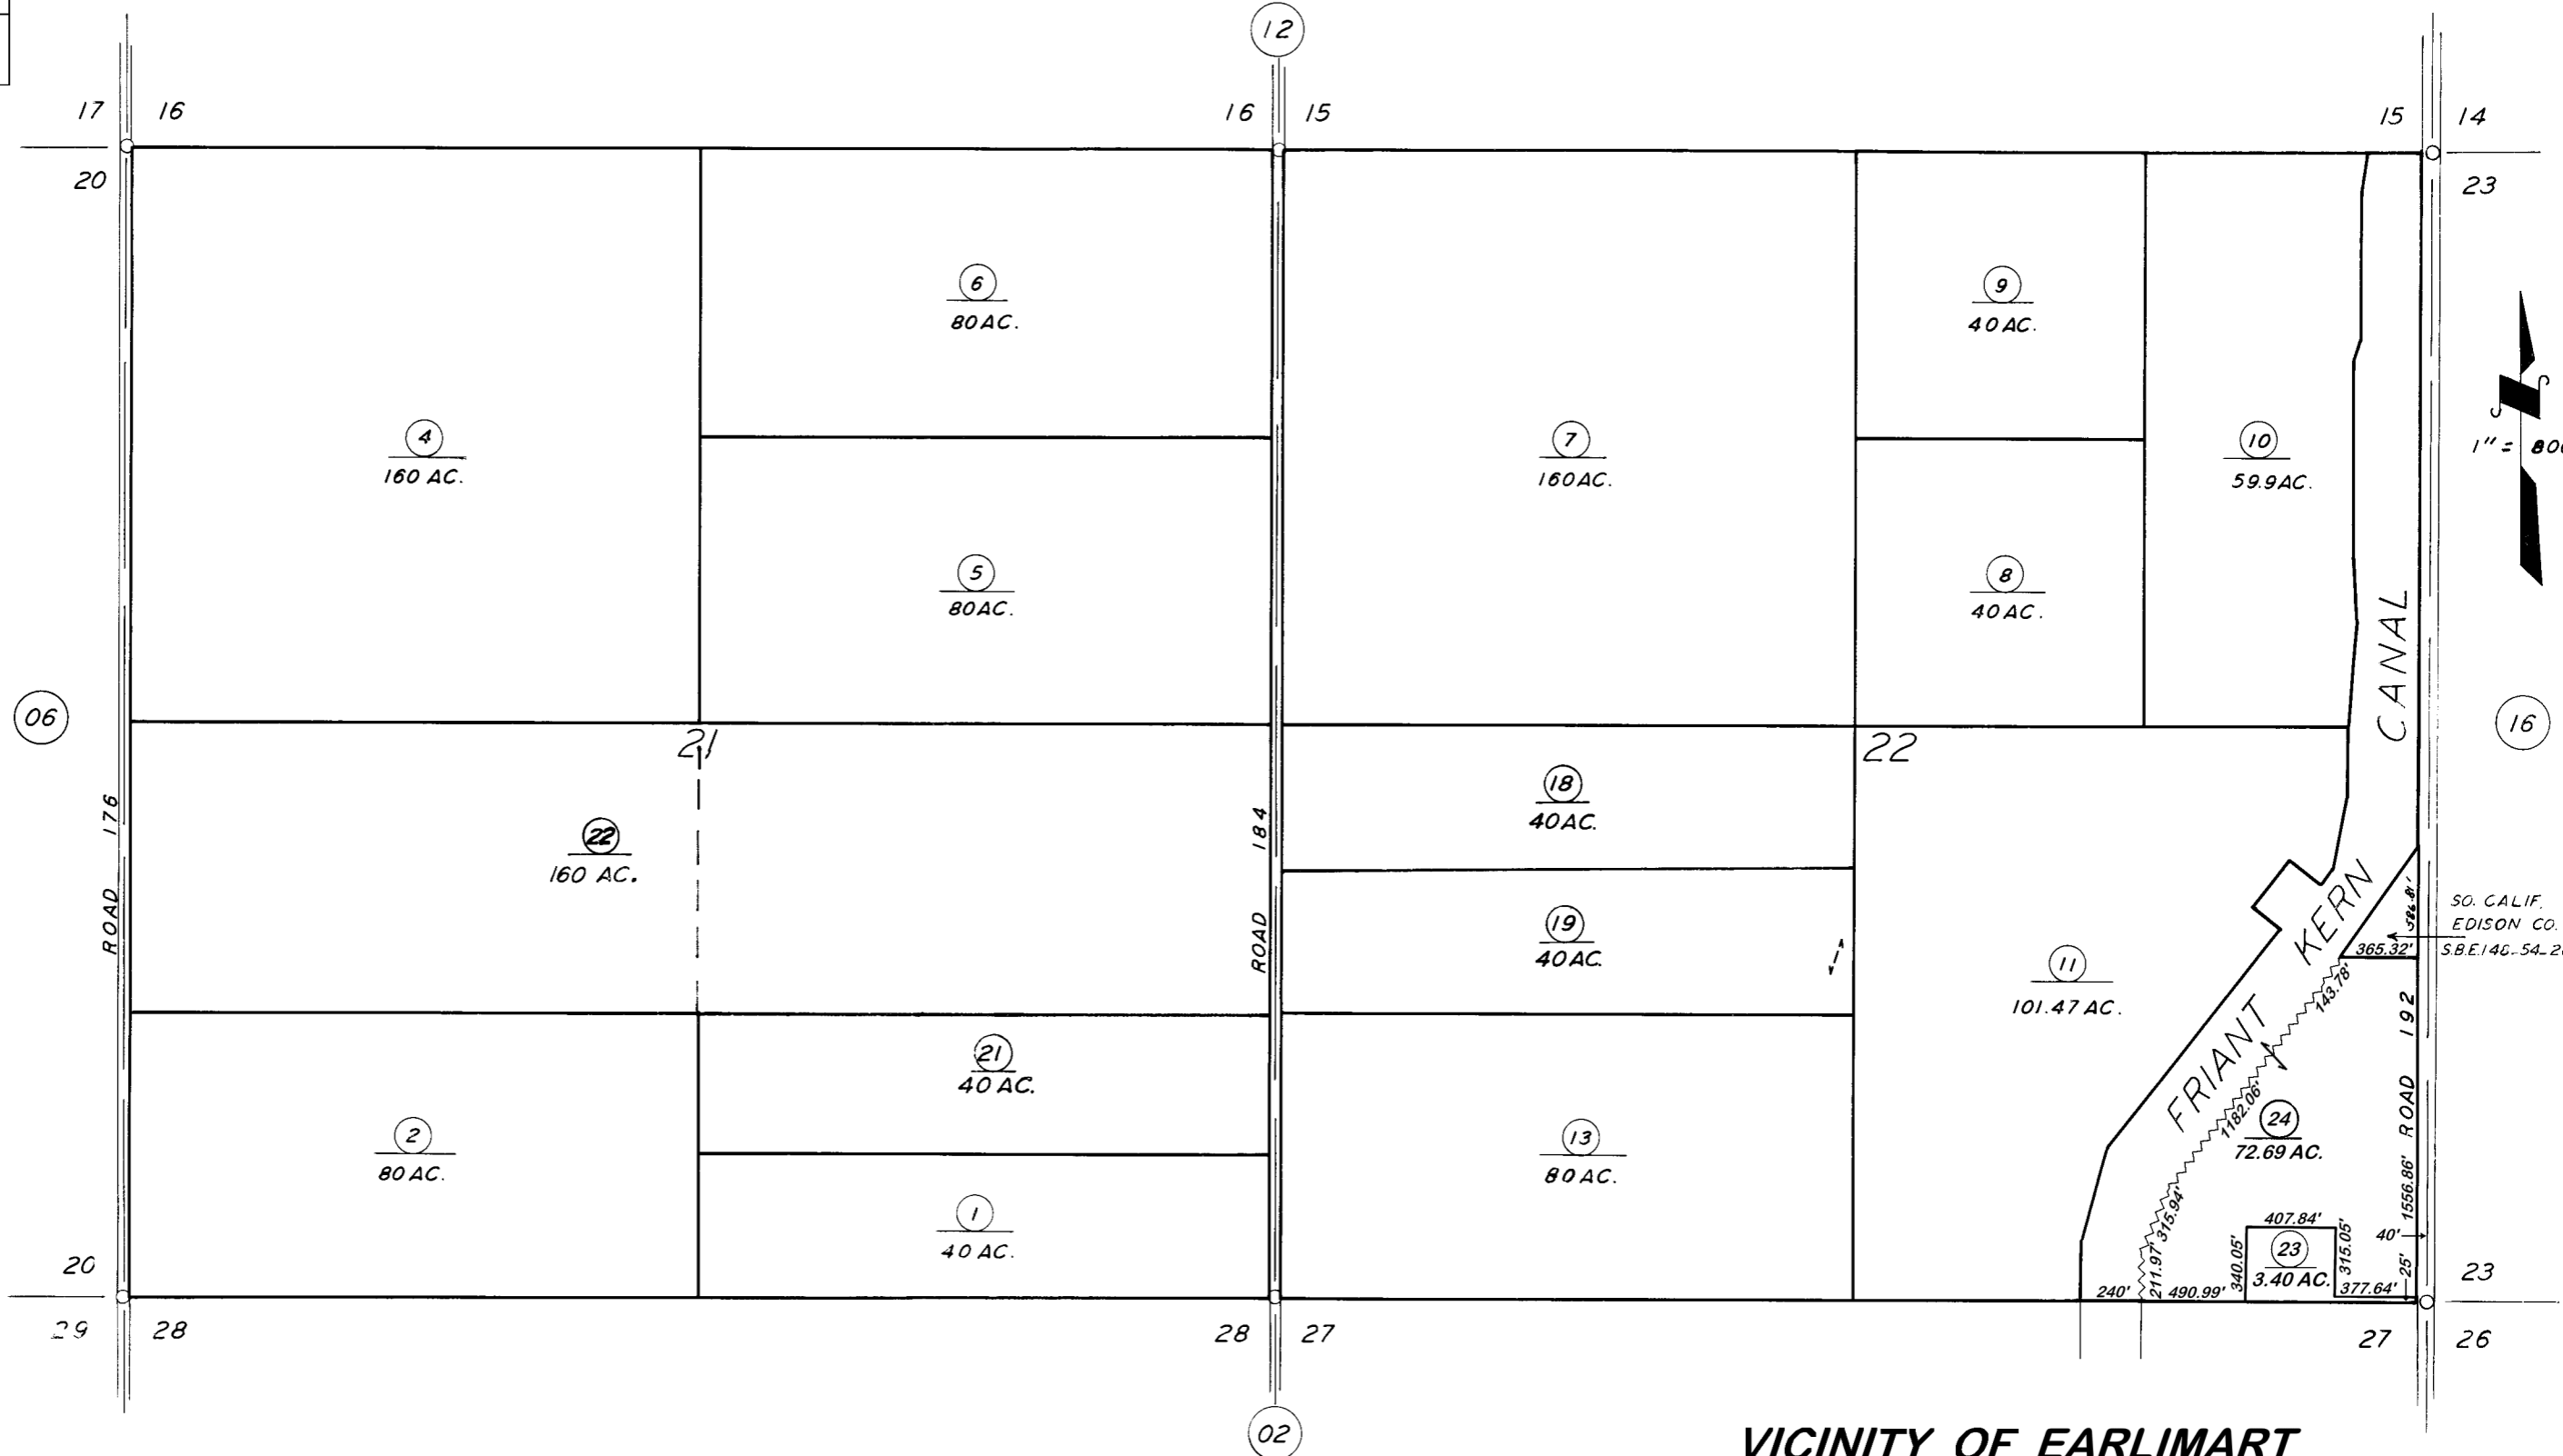 12
17 16
16 15
15 14
20
23
6
80 AC.
9
40 AC.
4
160 AC.
7
160 AC.
10
59.9 AC.
1" =
5
80 AC.
8
40 AC.
CANAL
06
16
21
22
18
40 AC.
ROAD 176
22
160 AC.
ROAD 184
19
40 AC.
KERN
586.81'
365.32'
SO. CALIF.
EDISON CO.
11
101.47 AC.
143.78'
FRIANT
1182.06'
ROAD 192
21
40 AC.
2
80 AC.
13
80 AC.
24
72.69 AC.
1556.86'
315.94'
407.84'
1
40 AC.
340.05'
23
3.40 AC.
315.05'
40'
25'
211.97'
240'
490.99'
377.64'
20
23
29 28
28 27
27 26
02
VICINITY OF EARLIMART